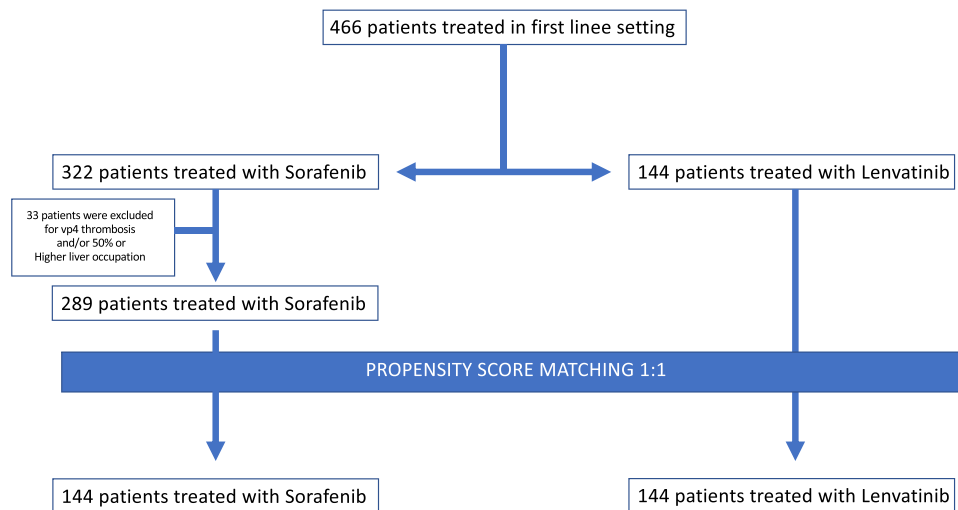 466 patients treated in first linee setting
322 patients treated with Sorafenib
144 patients treated with Lenvatinib
33 patients were excluded
for vp4 thrombosis
and/or 50% or
Higher liver occupation
289 patients treated with Sorafenib
PROPENSITY SCORE MATCHING 1:1
144 patients treated with Sorafenib
144 patients treated with Lenvatinib